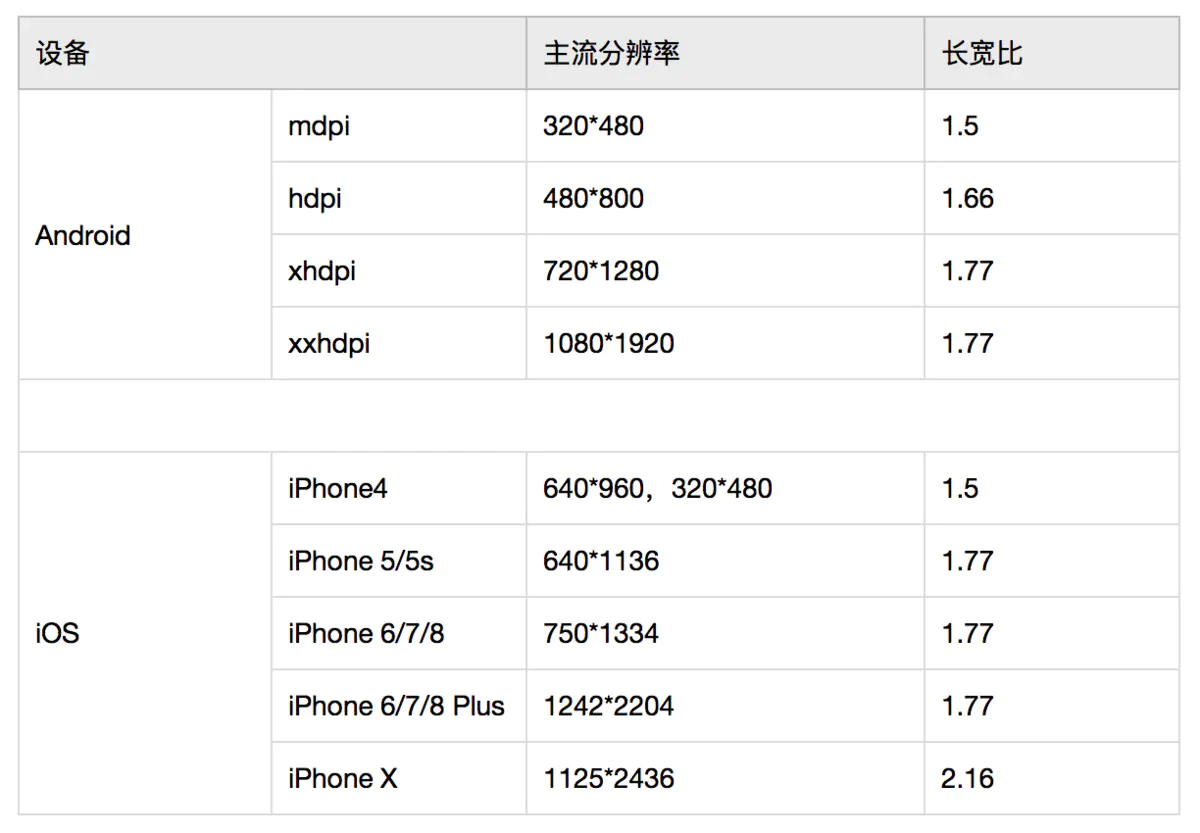 设备 主流分辨率 长宽比
Android
mdpi 320*480 1.5
hdpi 480*800 1.66
xhdpi 720*1280 1.77
xxhdpi 1080*1920 1.77
iOS
iPhone4 640*960，320*480 1.5
iPhone 5/5s 640*1136 1.77
iPhone 6/7/8 750*1334 1.77
iPhone 6/7/8 Plus 1242*2204 1.77
iPhone X 1125*2436 2.16